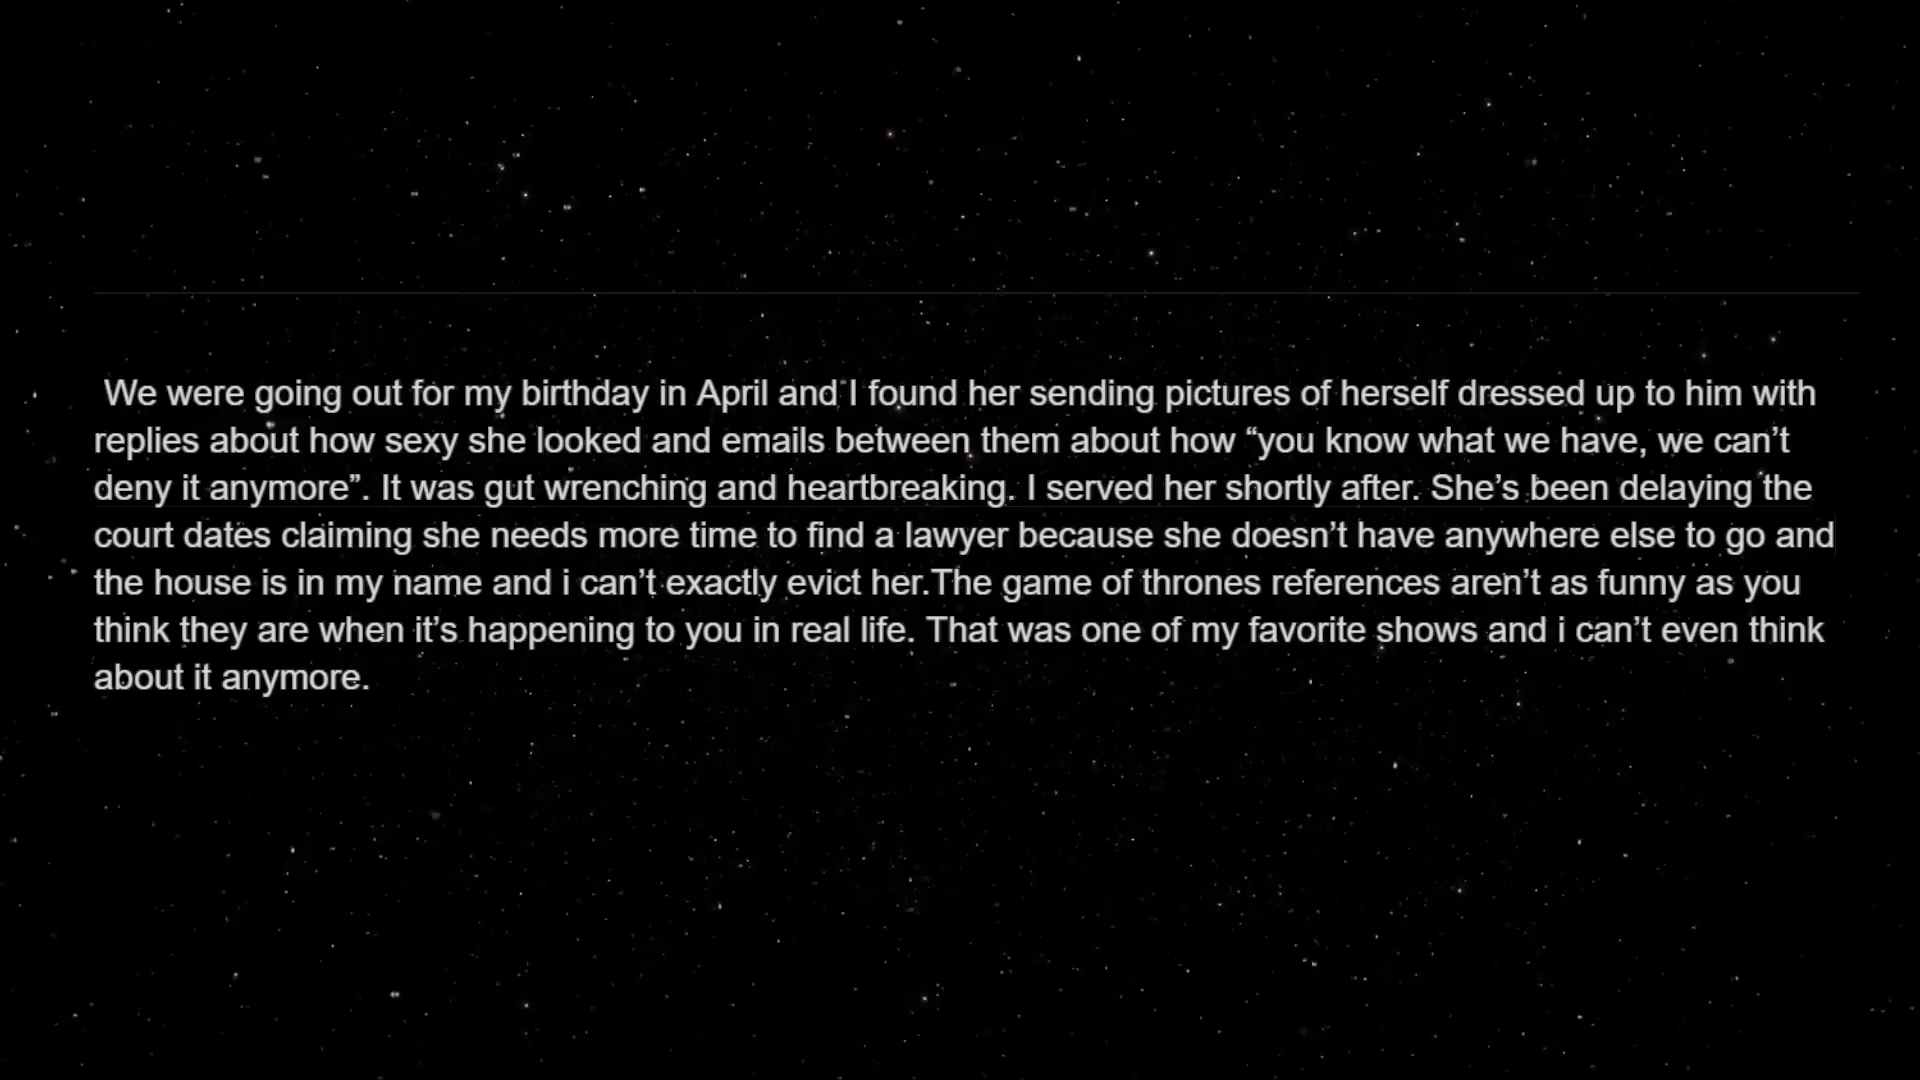 We were going out for my birthday in April and I found her sending pictures of herself dressed up to him with
replies about how sexy she looked and emails between them about how “you know what we have, we can’t
deny it anymore”. It was gut wrenching and heartbreaking. I served her shortly after. She’s been delaying the
court dates claiming she needs more time to find a lawyer because she doesn’t have anywhere else to go and
the house is in my name and i can’t exactly evict her.The game of thrones references aren’t as funny as you
think they are when it’s happening to you in real life. That was one of my favorite shows and i can’t even think
about it anymore.